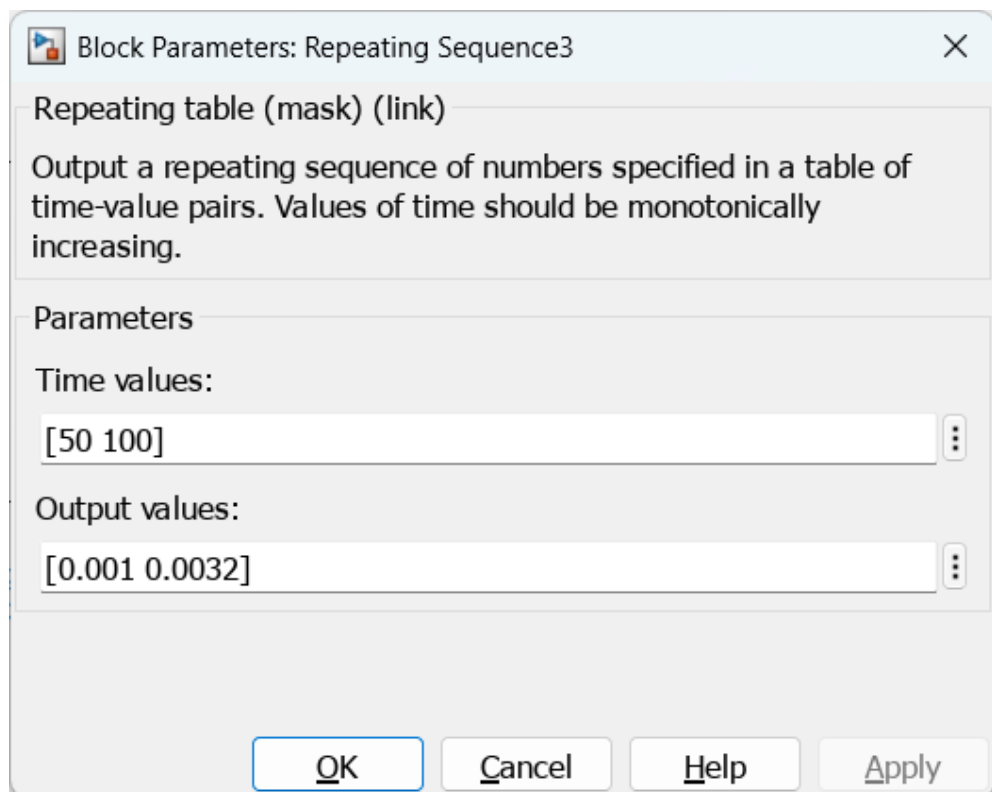 Block Parameters: Repeating Sequence3
Repeating table (mask) (link)
Output a repeating sequence of numbers specified in a table of
time-value pairs. Values of time should be monotonically
increasing.
Parameters
Time values:
[50 100]
Output values:
[0.001 0.0032]
OK
Cancel
Help
Apply